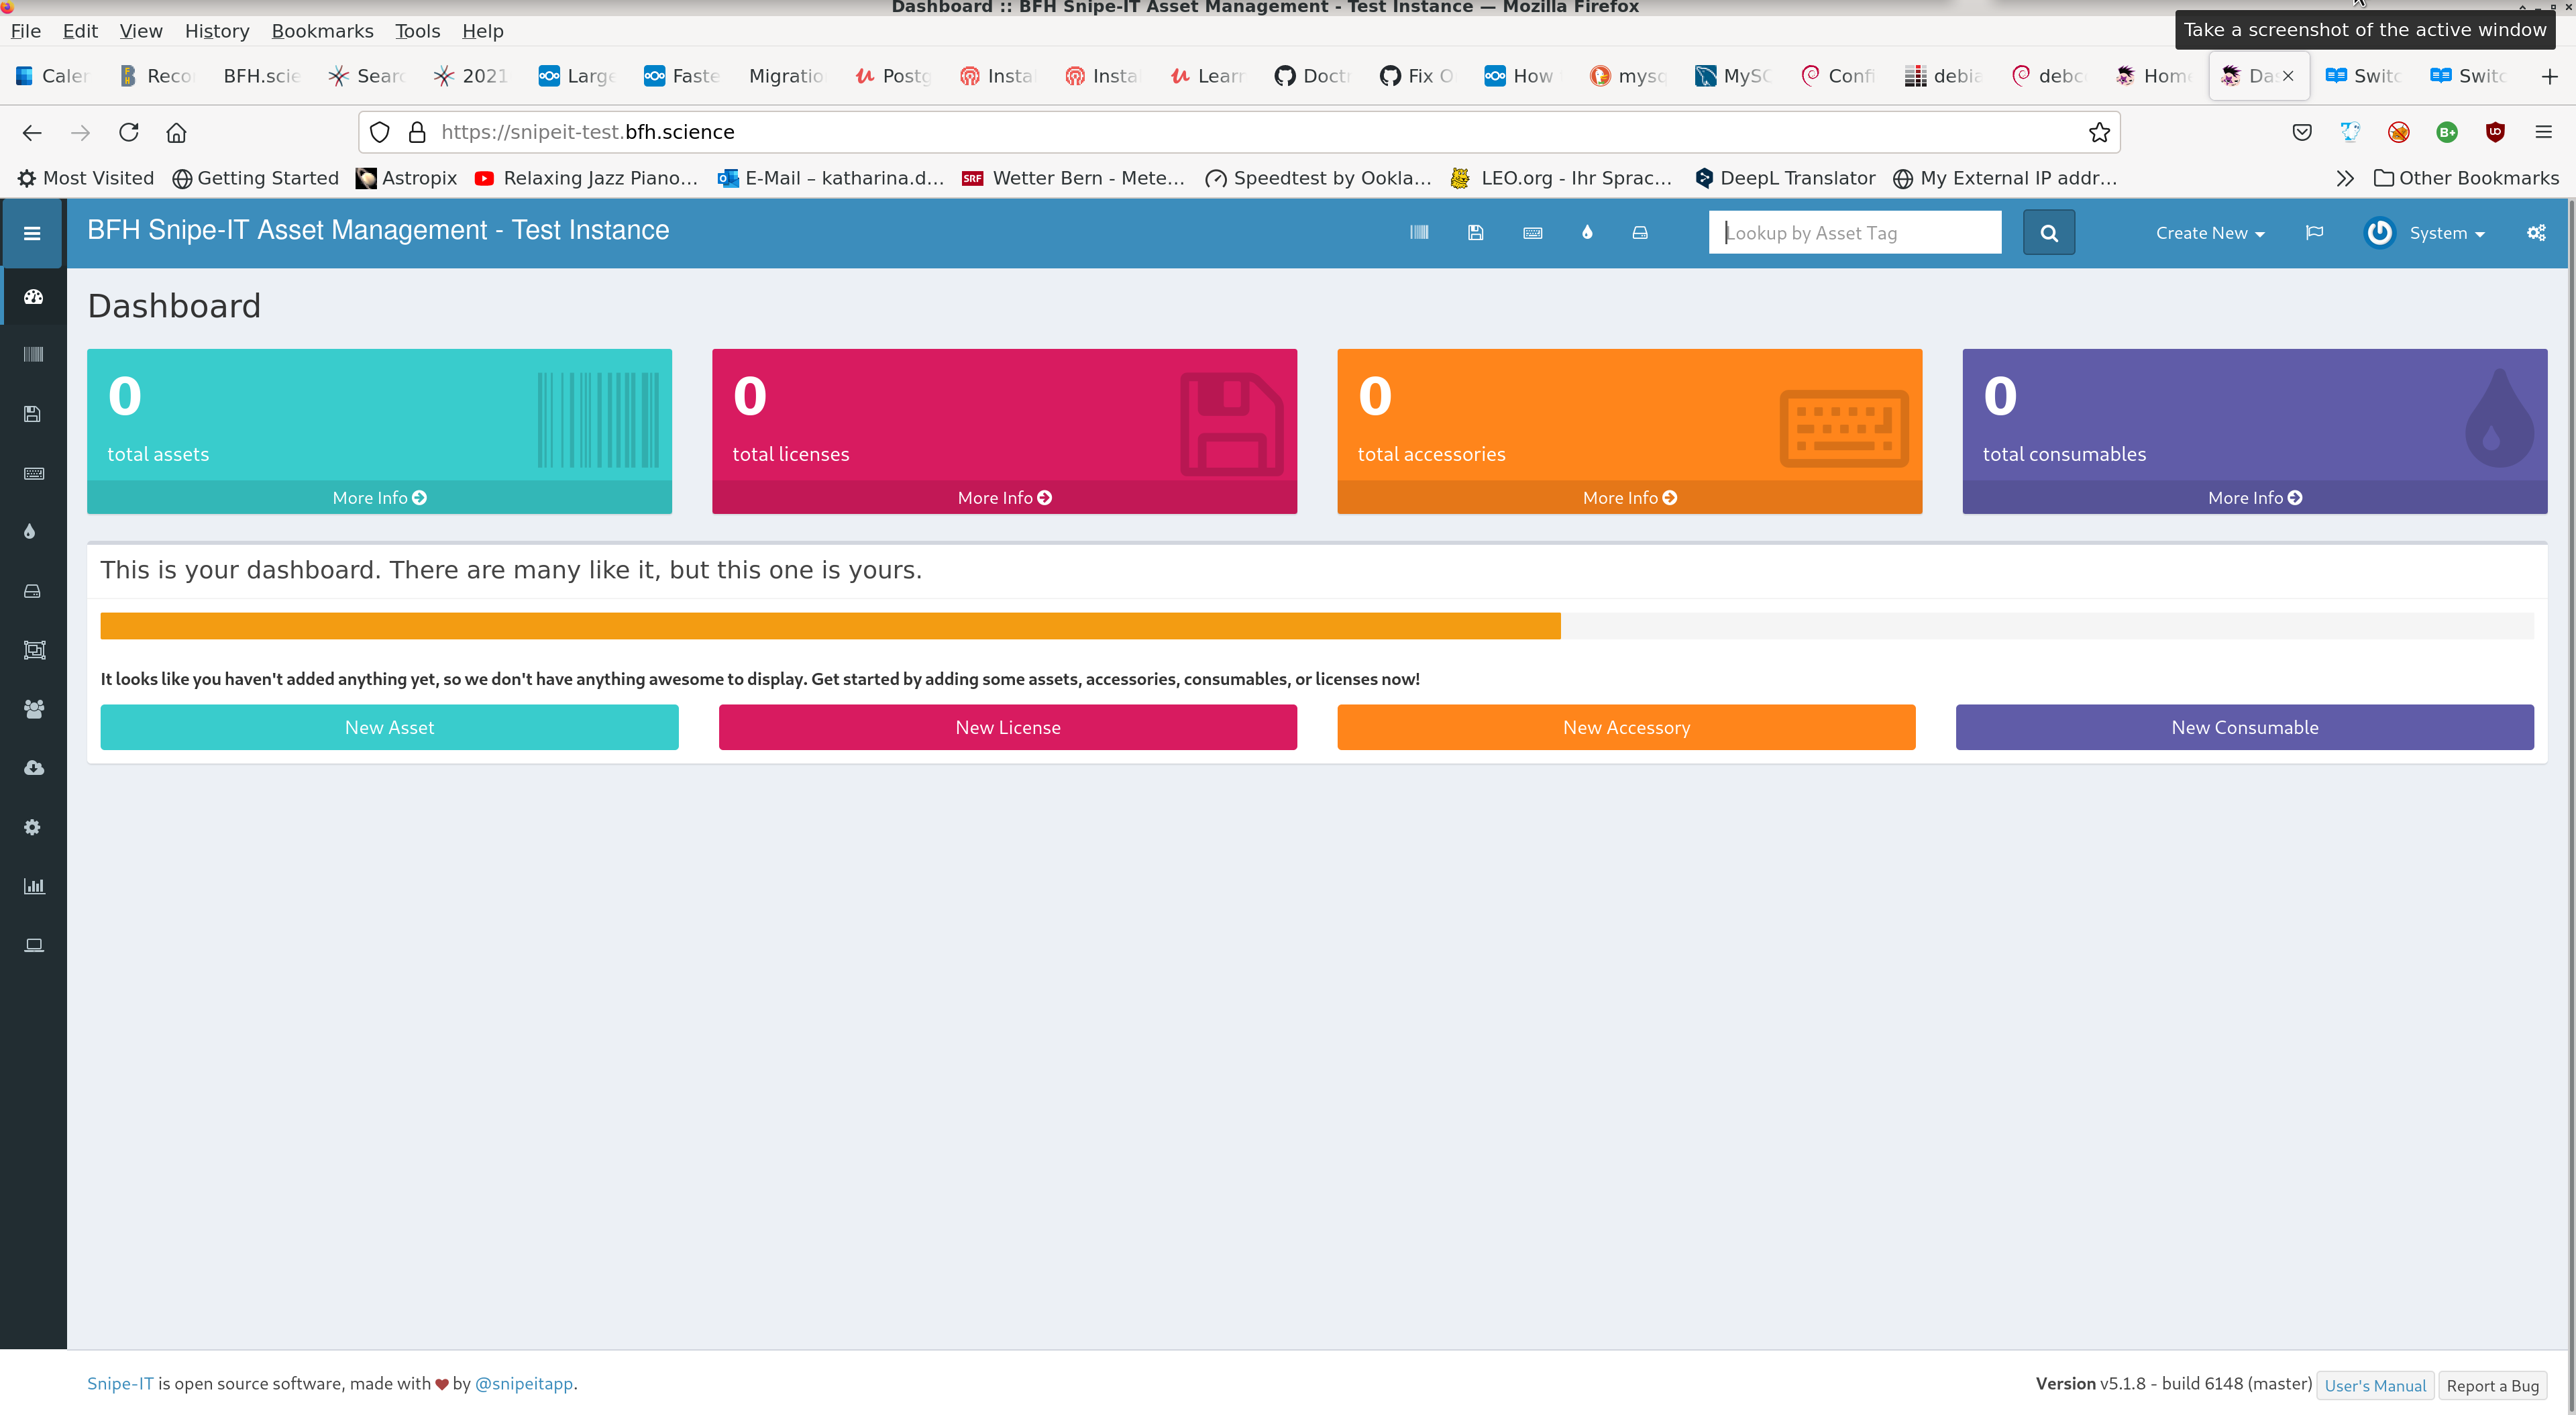 Dashboard :: BFH Snipe-IT Asset Management - Test Instance — Mozilla Firefox
File Edit View History Bookmarks Tools Help
Take a screenshot of the active window
Caler Reco BFH.scie Searc 2021 Large Faste Migratio Postg Insta Insta Learn Doctr Fix O How mysq MySC Confi debia debc Home Das Switc Switc
https://snipeit-test.bfh.science
Most Visited Getting Started Astropix Relaxing Jazz Piano... E-Mail – katharina.d... SRF Wetter Bern - Mete... Speedtest by Ookla... LEO.org - Ihr Sprac... DeepL Translator My External IP addr... Other Bookmarks
BFH Snipe-IT Asset Management - Test Instance Lookup by Asset Tag Create New System
Dashboard
0 0 0 0
total assets total licenses total accessories total consumables
More Info More Info More Info More Info
This is your dashboard. There are many like it, but this one is yours.
It looks like you haven't added anything yet, so we don't have anything awesome to display. Get started by adding some assets, accessories, consumables, or licenses now!
New Asset New License New Accessory New Consumable
Snipe-IT is open source software, made with ♥ by @snipeitapp. Version v5.1.8 - build 6148 (master) User's Manual Report a Bug